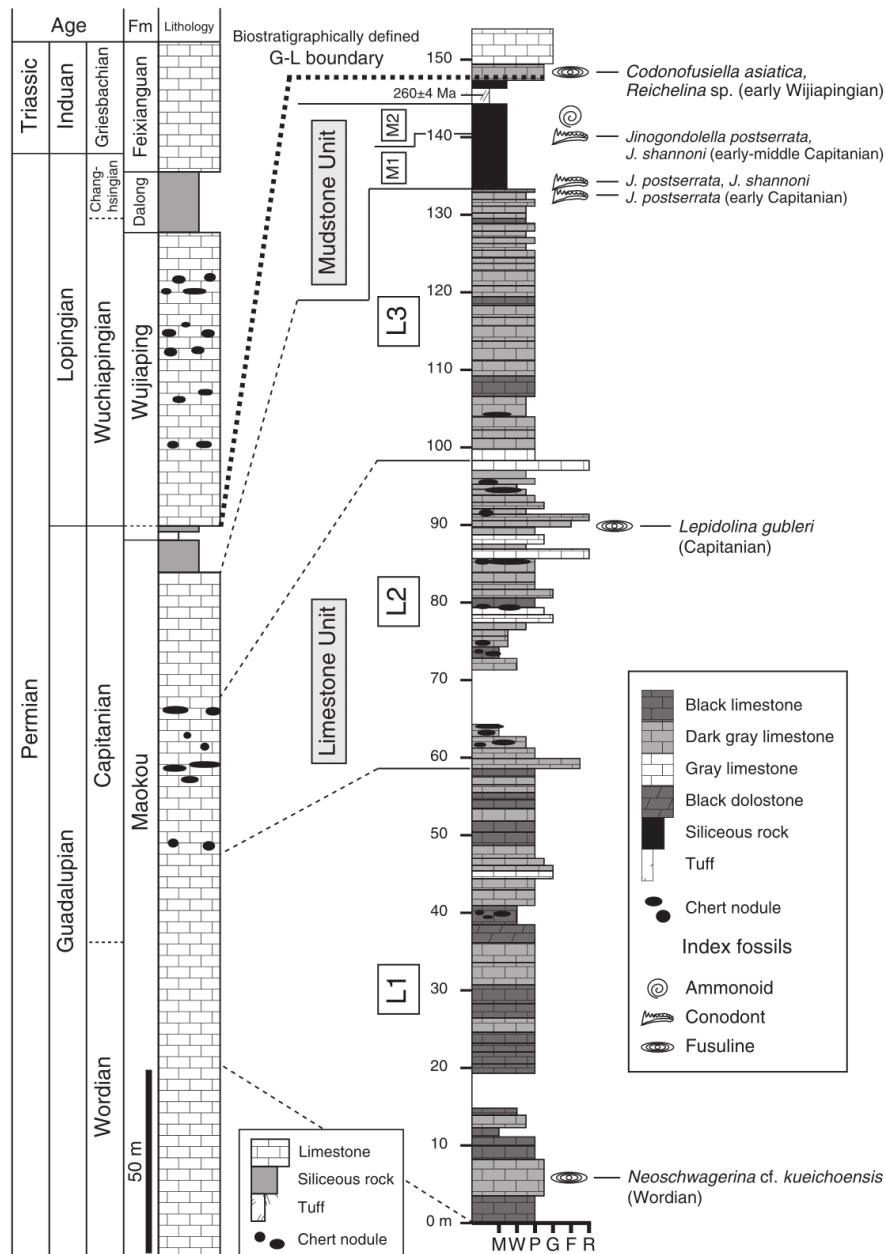 Age
Fm
Lithology
Triassic
Induan
Griesbachian
Feixianguan
Permian
Lopingian
Chang-
hsingian
Dalong
Wuchiapingian
Wujiaping
Guadalupian
Capitanian
Maokou
Wordian
50 m
Limestone
Siliceous rock
Tuff
Chert nodule
Biostratigraphically defined
G-L boundary
260±4 Ma
Mudstone Unit
M2
M1
Limestone Unit
L3
L2
L1
150
140
130
120
110
100
90
80
70
60
50
40
30
20
10
0 m
M W P G F R
Codonofusiella asiatica,
Reichelina sp. (early Wijiapingian)
Jinogondolella postserrata,
J. shannoni (early-middle Capitanian)
J. postserrata, J. shannoni
J. postserrata (early Capitanian)
Lepidolina gubleri
(Capitanian)
Neoschwagerina cf. kueichoensis
(Wordian)
Black limestone
Dark gray limestone
Gray limestone
Black dolostone
Siliceous rock
Tuff
Chert nodule
Index fossils
Ammonoid
Conodont
Fusuline